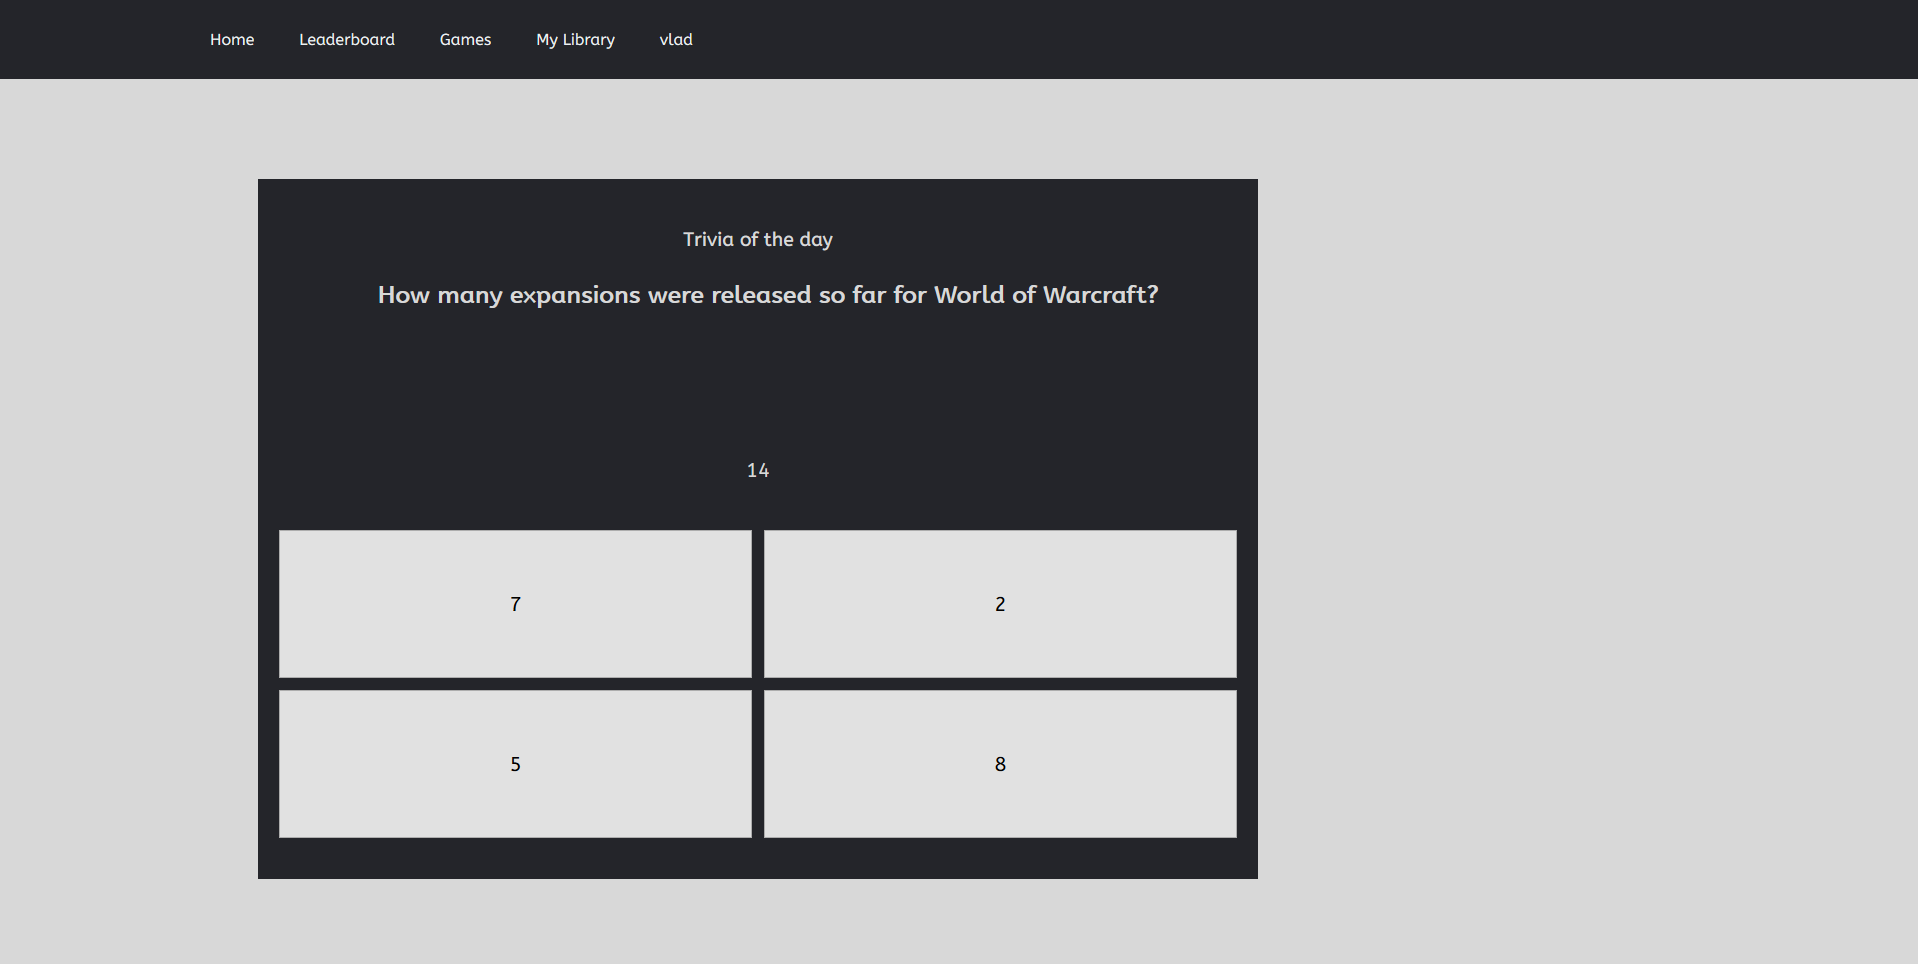 Home Leaderboard Games My Library vlad
Trivia of the day
How many expansions were released so far for World of Warcraft?
14
7 2
5 8